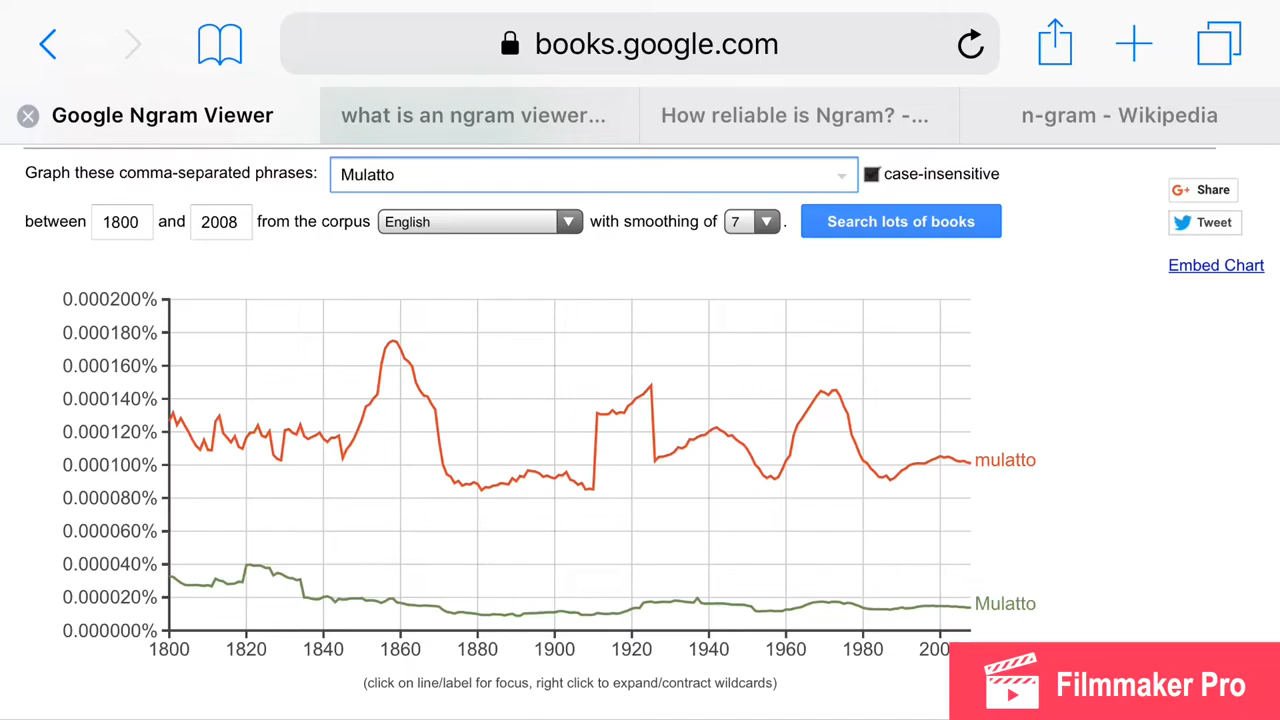 books.google.com
Google Ngram Viewer
what is an ngram viewer...
How reliable is Ngram? -...
n-gram - Wikipedia
Graph these comma-separated phrases: Mulatto case-insensitive
between 1800 and 2008 from the corpus English with smoothing of 7 . Search lots of books
G+ Share
Tweet
Embed Chart
0.000200%
0.000180%
0.000160%
0.000140%
0.000120%
0.000100%
0.000080%
0.000060%
0.000040%
0.000020%
0.000000%
mulatto
Mulatto
1800 1820 1840 1860 1880 1900 1920 1940 1960 1980
(click on line/label for focus, right click to expand/contract wildcards)
Filmmaker Pro